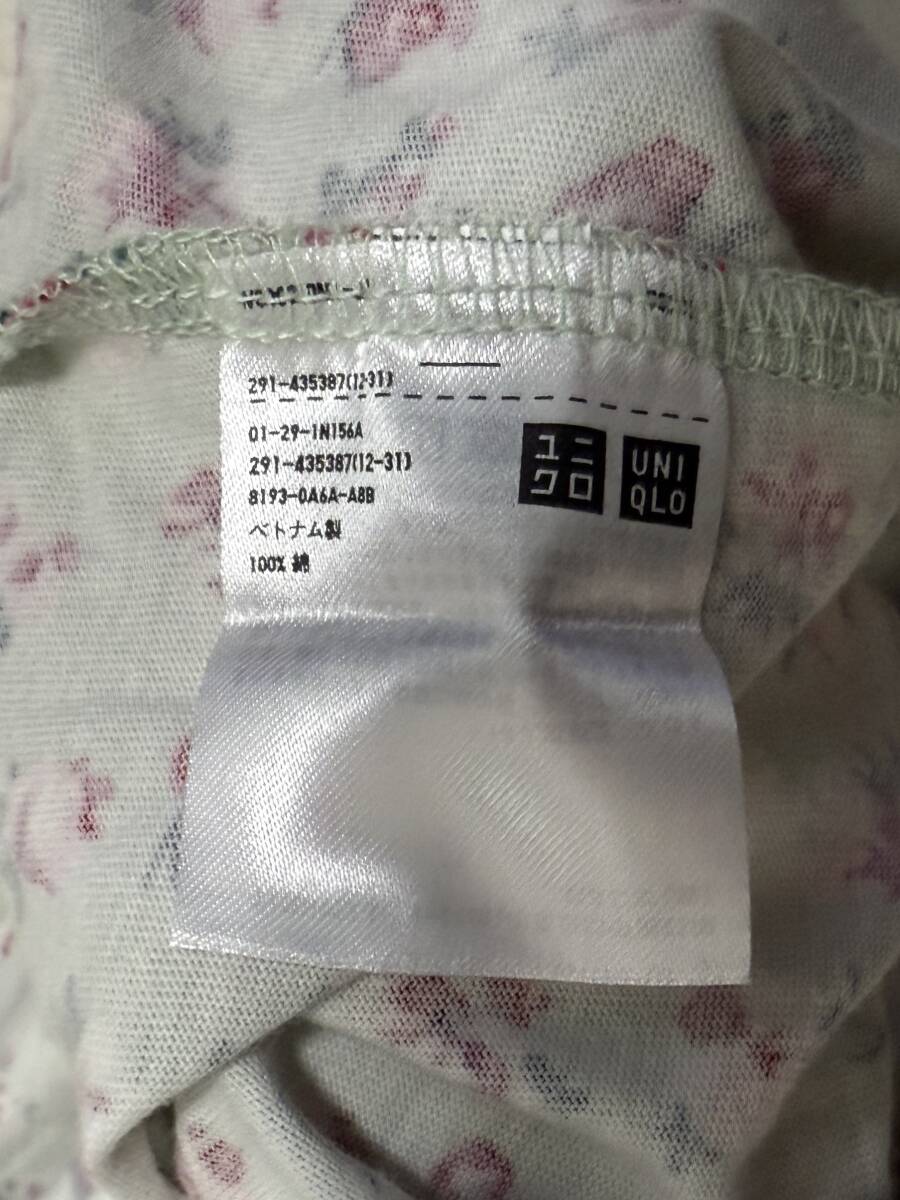 291-435387(12-31)
01-29-1N156A
291-435387(12-31)
8193-0A6A-A8B
ベトナム製
100% 綿
ユニ
クロ
UNI
QLO